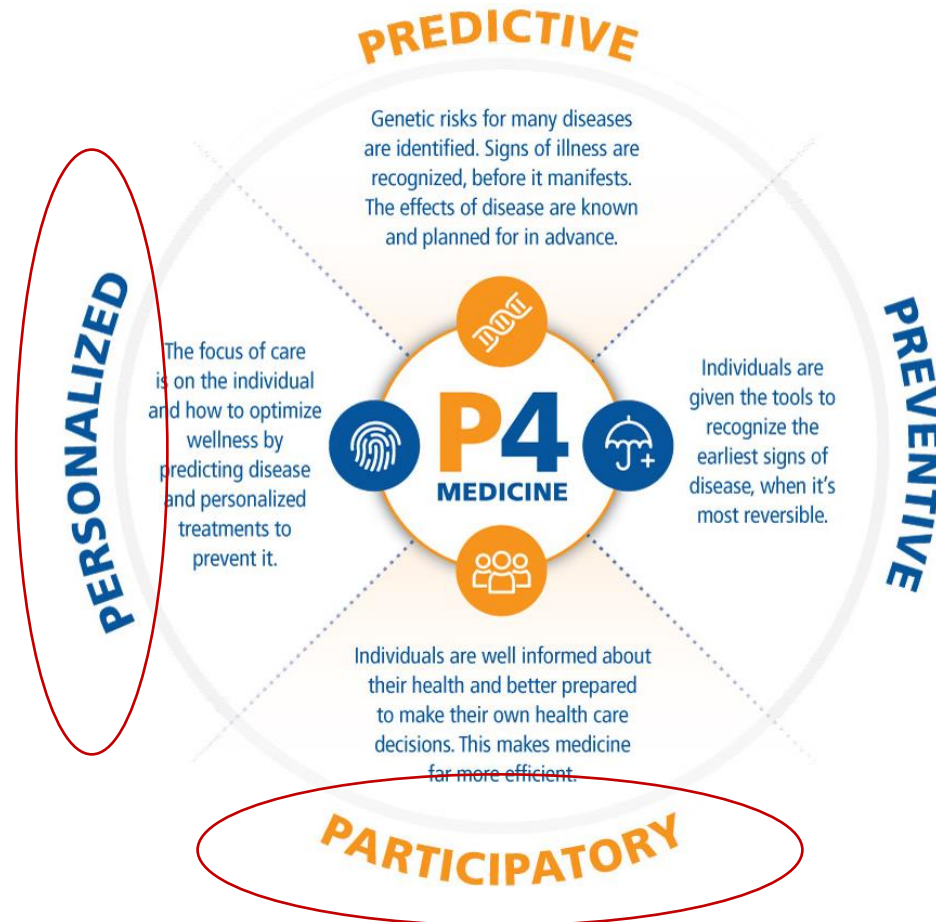 PREDICTIVE
Genetic risks for many diseases
are identified. Signs of illness are
recognized, before it manifests.
The effects of disease are known
and planned for in advance.
PERSONALIZED
The focus of care
is on the individual
and how to optimize
wellness by
predicting disease
and personalized
treatments to
prevent it.
P4
MEDICINE
Individuals are
given the tools to
recognize the
earliest signs of
disease, when it's
most reversible.
PREVENTIVE
Individuals are well informed about
their health and better prepared
to make their own health care
decisions. This makes medicine
far more efficient.
PARTICIPATORY